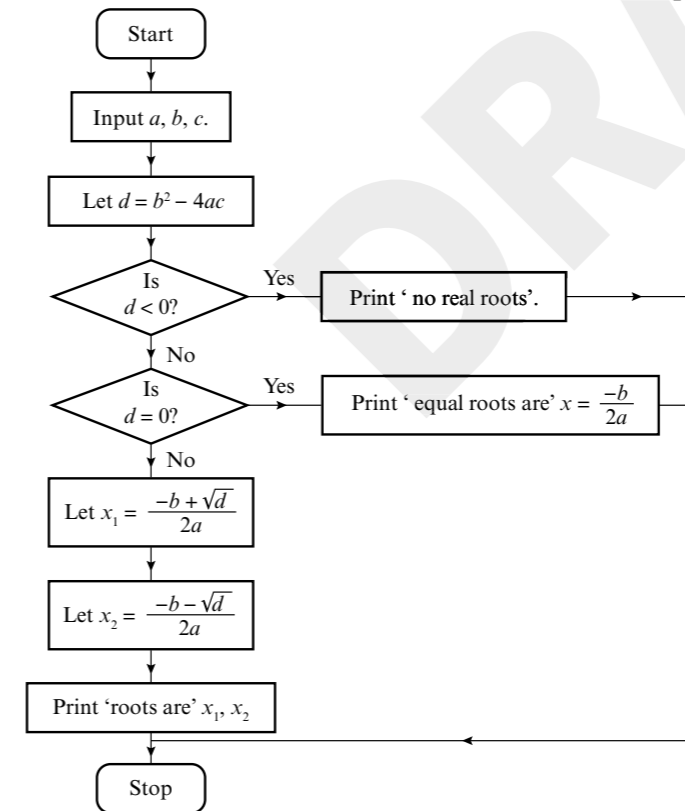 Start
Input a, b, c.
Let d = b² − 4ac
Is
d < 0?
Yes
Print ‘ no real roots’.
No
Is
d = 0?
Yes
Print ‘ equal roots are’ x = −b/2a
No
Let x₁ = (−b + √d)/2a
Let x₂ = (−b − √d)/2a
Print ‘roots are’ x₁, x₂
Stop